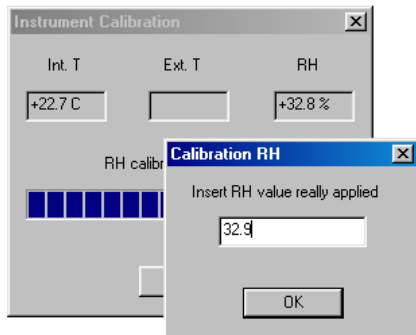 Instrument Calibration
Int. T Ext. T RH
+22.7 C +32.8 %
RH
Calibration RH
Insert RH value really applied
32.9
OK